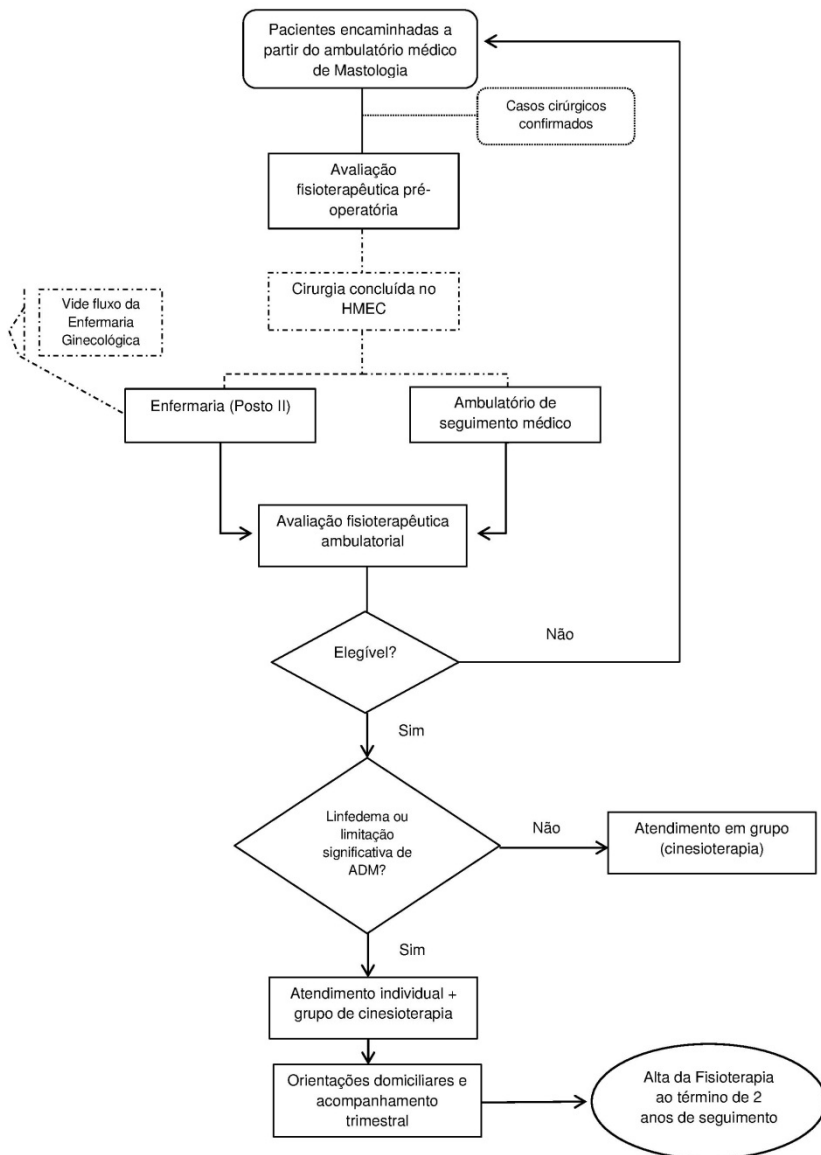 Pacientes encaminhadas a
partir do ambulatório médico
de Mastologia
Casos cirúrgicos
confirmados
Avaliação
fisioterapêutica pré-
operatória
Cirurgia concluída no
HMEC
Vide fluxo da
Enfermaria
Ginecológica
Enfermaria (Posto II)
Ambulatório de
seguimento médico
Avaliação fisioterapêutica
ambulatorial
Elegível?
Não
Sim
Linfedema ou
limitação
significativa de
ADM?
Não
Atendimento em grupo
(cinesioterapia)
Sim
Atendimento individual +
grupo de cinesioterapia
Orientações domiciliares e
acompanhamento
trimestral
Alta da Fisioterapia
ao término de 2
anos de seguimento